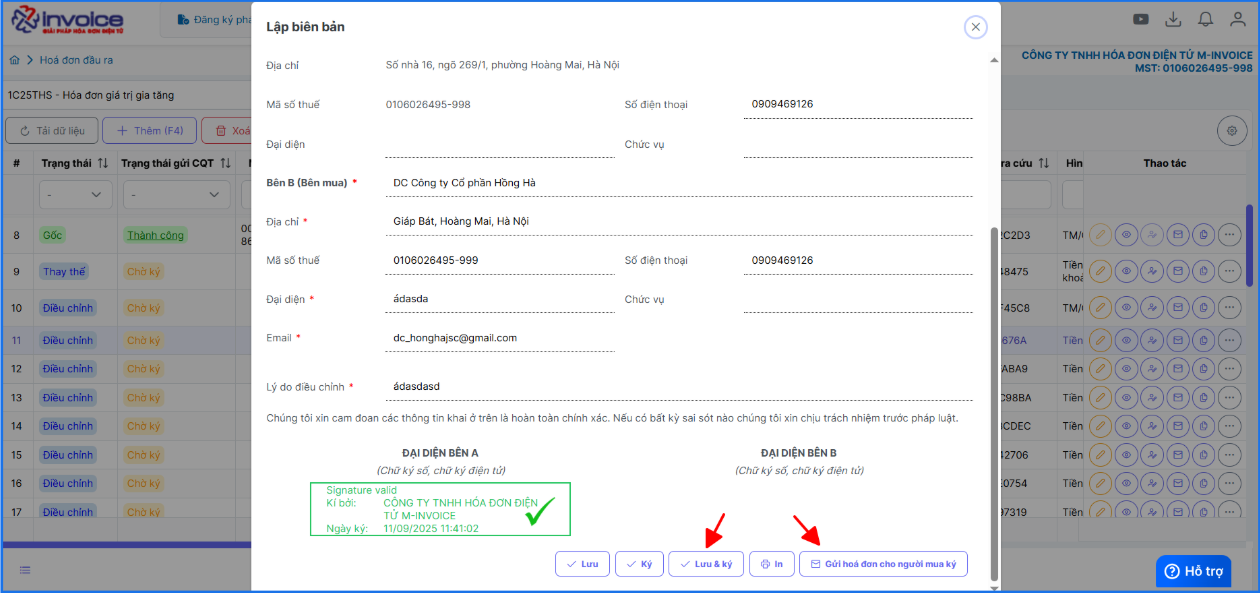 invoice
GIẢI PHÁP HÓA ĐƠN ĐIỆN TỬ
Đăng ký phá
Lập biên bản
Hoá đơn đầu ra
CÔNG TY TNHH HÓA ĐƠN ĐIỆN TỬ M-INVOICE
MST: 0106026495-998
1C25THS - Hóa đơn giá trị gia tăng
Tải dữ liệu
Thêm (F4)
Xoá
# Trạng thái Trạng thái gửi CQT
ra cứu Hìn Thao tác
- -
8 Gốc Thành công 00
86
2C2D3 TM/
9 Thay thế Chờ ký 48475 Tiền
khoả
10 Điều chỉnh Chờ ký F45C8 TM/
11 Điều chỉnh Chờ ký 676A Tiền
12 Điều chỉnh Chờ ký ABA9 Tiền
13 Điều chỉnh Chờ ký C98BA Tiền
14 Điều chỉnh Chờ ký CDEC Tiền
15 Điều chỉnh Chờ ký 42706 Tiền
16 Điều chỉnh Chờ ký E0754 Tiền
17 Điều chỉnh Chờ ký 97319 Tiền
Địa chỉ Số nhà 16, ngõ 269/1, phường Hoàng Mai, Hà Nội
Mã số thuế 0106026495-998 Số điện thoại 0909469126
Đại diện Chức vụ
Bên B (Bên mua) * DC Công ty Cổ phần Hồng Hà
Địa chỉ * Giáp Bát, Hoàng Mai, Hà Nội
Mã số thuế 0106026495-999 Số điện thoại 0909469126
Đại diện * ádasda Chức vụ
Email * dc_honghajsc@gmail.com
Lý do điều chỉnh * ádasdasd
Chúng tôi xin cam đoan các thông tin khai ở trên là hoàn toàn chính xác. Nếu có bất kỳ sai sót nào chúng tôi xin chịu trách nhiệm trước pháp luật.
ĐẠI DIỆN BÊN A ĐẠI DIỆN BÊN B
(Chữ ký số, chữ ký điện tử) (Chữ ký số, chữ ký điện tử)
Signature valid
Kí bởi: CÔNG TY TNHH HÓA ĐƠN ĐIỆN
TỬ M-INVOICE
Ngày ký: 11/09/2025 11:41:02
Lưu Ký Lưu & ký In Gửi hoá đơn cho người mua ký
Hỗ trợ